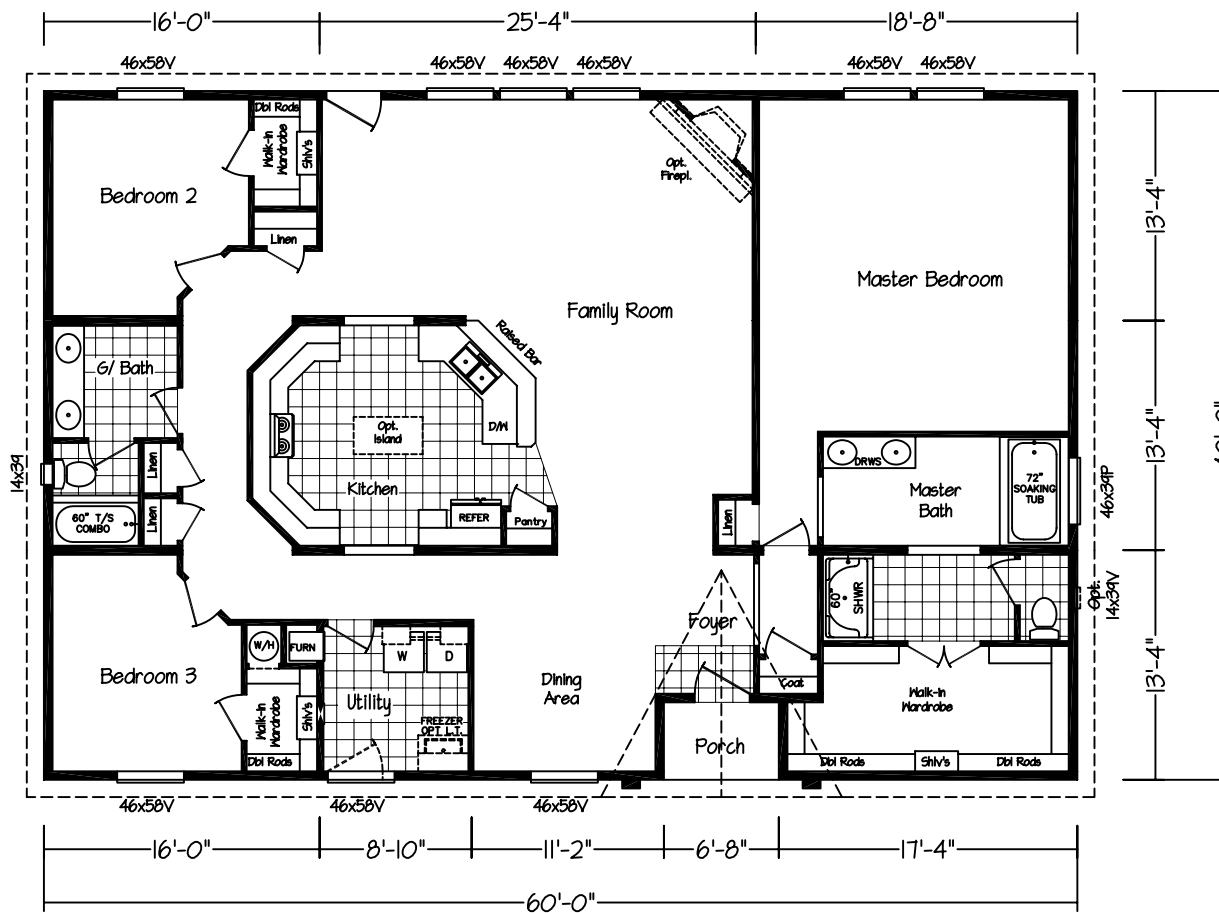 16'-0"
25'-4"
18'-8"
46x58V
46x58V
46x58V
46x58V
46x58V
46x58V
Dbl Rods
Walk-in
Wardrobe
Shlv's
Opt.
Firepl.
Bedroom 2
13'-4"
Linen
Master Bedroom
Family Room
Raised Bar
G/ Bath
D/W
Opt.
Island
13'-4"
DRWS
72"
SOAKING
TUB
14x39
Linen
Kitchen
Master
Bath
46x39P
REFER
Pantry
Linen
60" T/S
COMBO
Linen
Opt.
14x39V
60"
SHWR
Foyer
W/H
FURN
W
D
13'-4"
Bedroom 3
Dining
Area
Coat
Walk-in
Wardrobe
Shlv's
Utility
Walk-in
Wardrobe
FREEZER
OPT LT.
Porch
Dbl Rods
Dbl Rods
Shlv's
Dbl Rods
46x58V
46x58V
46x58V
16'-0"
8'-10"
11'-2"
6'-8"
17'-4"
60'-0"